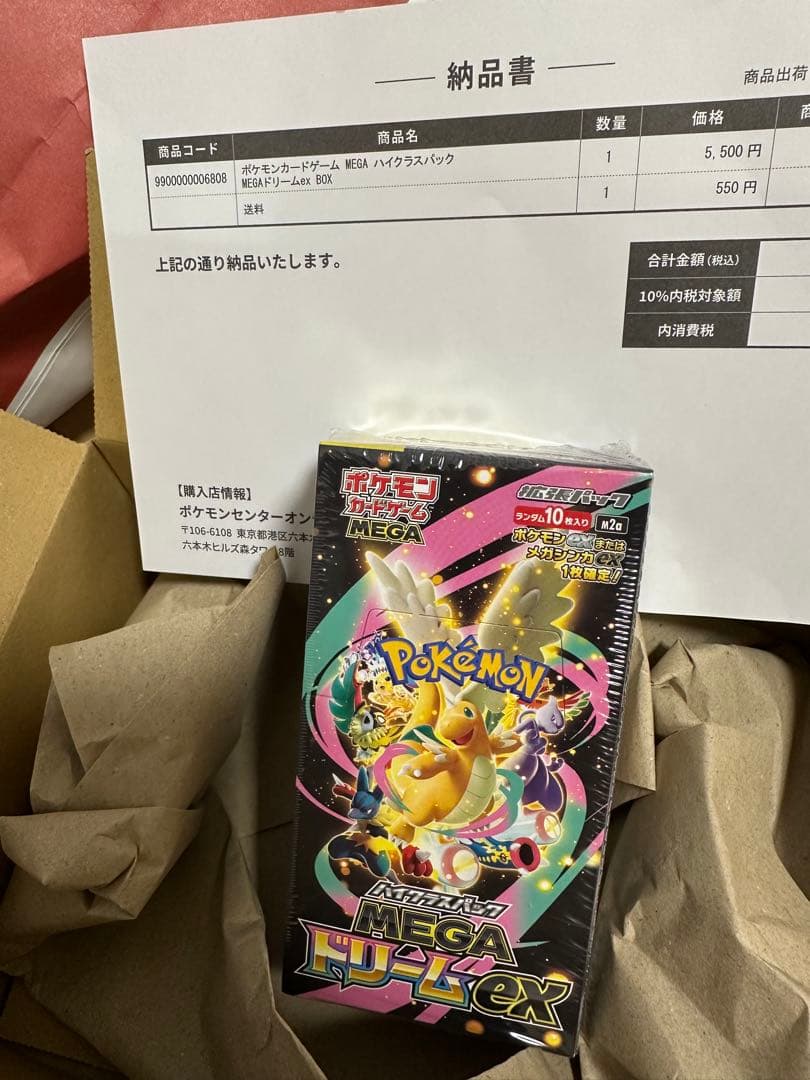 納品書
商品出荷
商品コード 商品名 数量 価格
9900000006808 ポケモンカードゲーム MEGA ハイクラスパック 1 5,500円
MEGAドリームex BOX
送料 1 550円
上記の通り納品いたします。
合計金額(税込)
10%内税対象額
内消費税
【購入店情報】
ポケモンセンターオン
〒106-6108 東京都港区六本
六本木ヒルズ森タワ 8階
ポケモン
カードゲーム
MEGA
拡張パック
ランダム10枚入り M2a
ポケモンexまたは
メガシンカex
1枚確定!
POKéMON
ハイクラスパック
MEGA
ドリームex